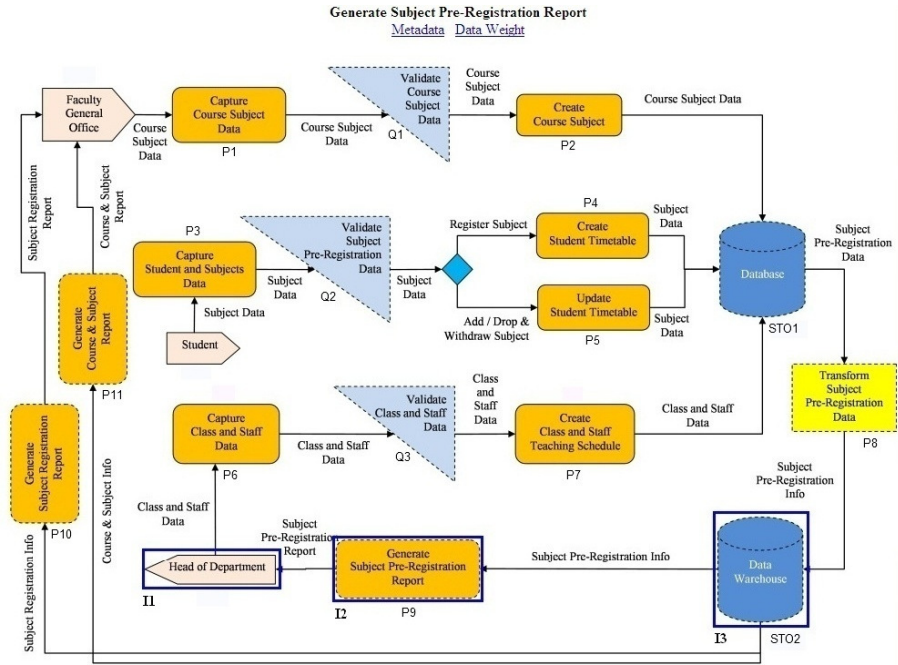 Generate Subject Pre-Registration Report
Metadata Data Weight
Faculty
General
Office
Course
Subject
Data
Capture
Course Subject
Data
P1
Course Subject
Data
Validate
Course
Subject
Data
Q1
Course
Subject
Data
Create
Course Subject
P2
Course Subject Data
Subject Registration
Report
Course & Subject
Report
P3
Capture
Student and Subjects
Data
Subject Data
Student
Subject
Data
Validate
Subject
Pre-Registration
Data
Q2
Subject
Data
Register Subject
Add / Drop &
Withdraw Subject
P4
Create
Student Timetable
Subject
Data
Update
Student Timetable
P5
Subject
Data
Database
STO1
Subject
Pre-Registration
Data
Generate
Course & Subject
Report
P11
Generate
Subject Registration
Report
P10
Capture
Class and Staff
Data
P6
Class and Staff
Data
Validate
Class and Staff
Data
Q3
Class
and
Staff
Data
Create
Class and Staff
Teaching Schedule
P7
Class and Staff
Data
Transform
Subject
Pre-Registration
Data
P8
Subject
Pre-Registration
Info
Class and Staff
Data
Head of Department
I1
Subject
Pre-Registration
Report
Generate
Subject Pre-Registration
Report
I2
P9
Subject Pre-Registration Info
Data
Warehouse
I3
STO2
Subject Registration Info
Course & Subject Info